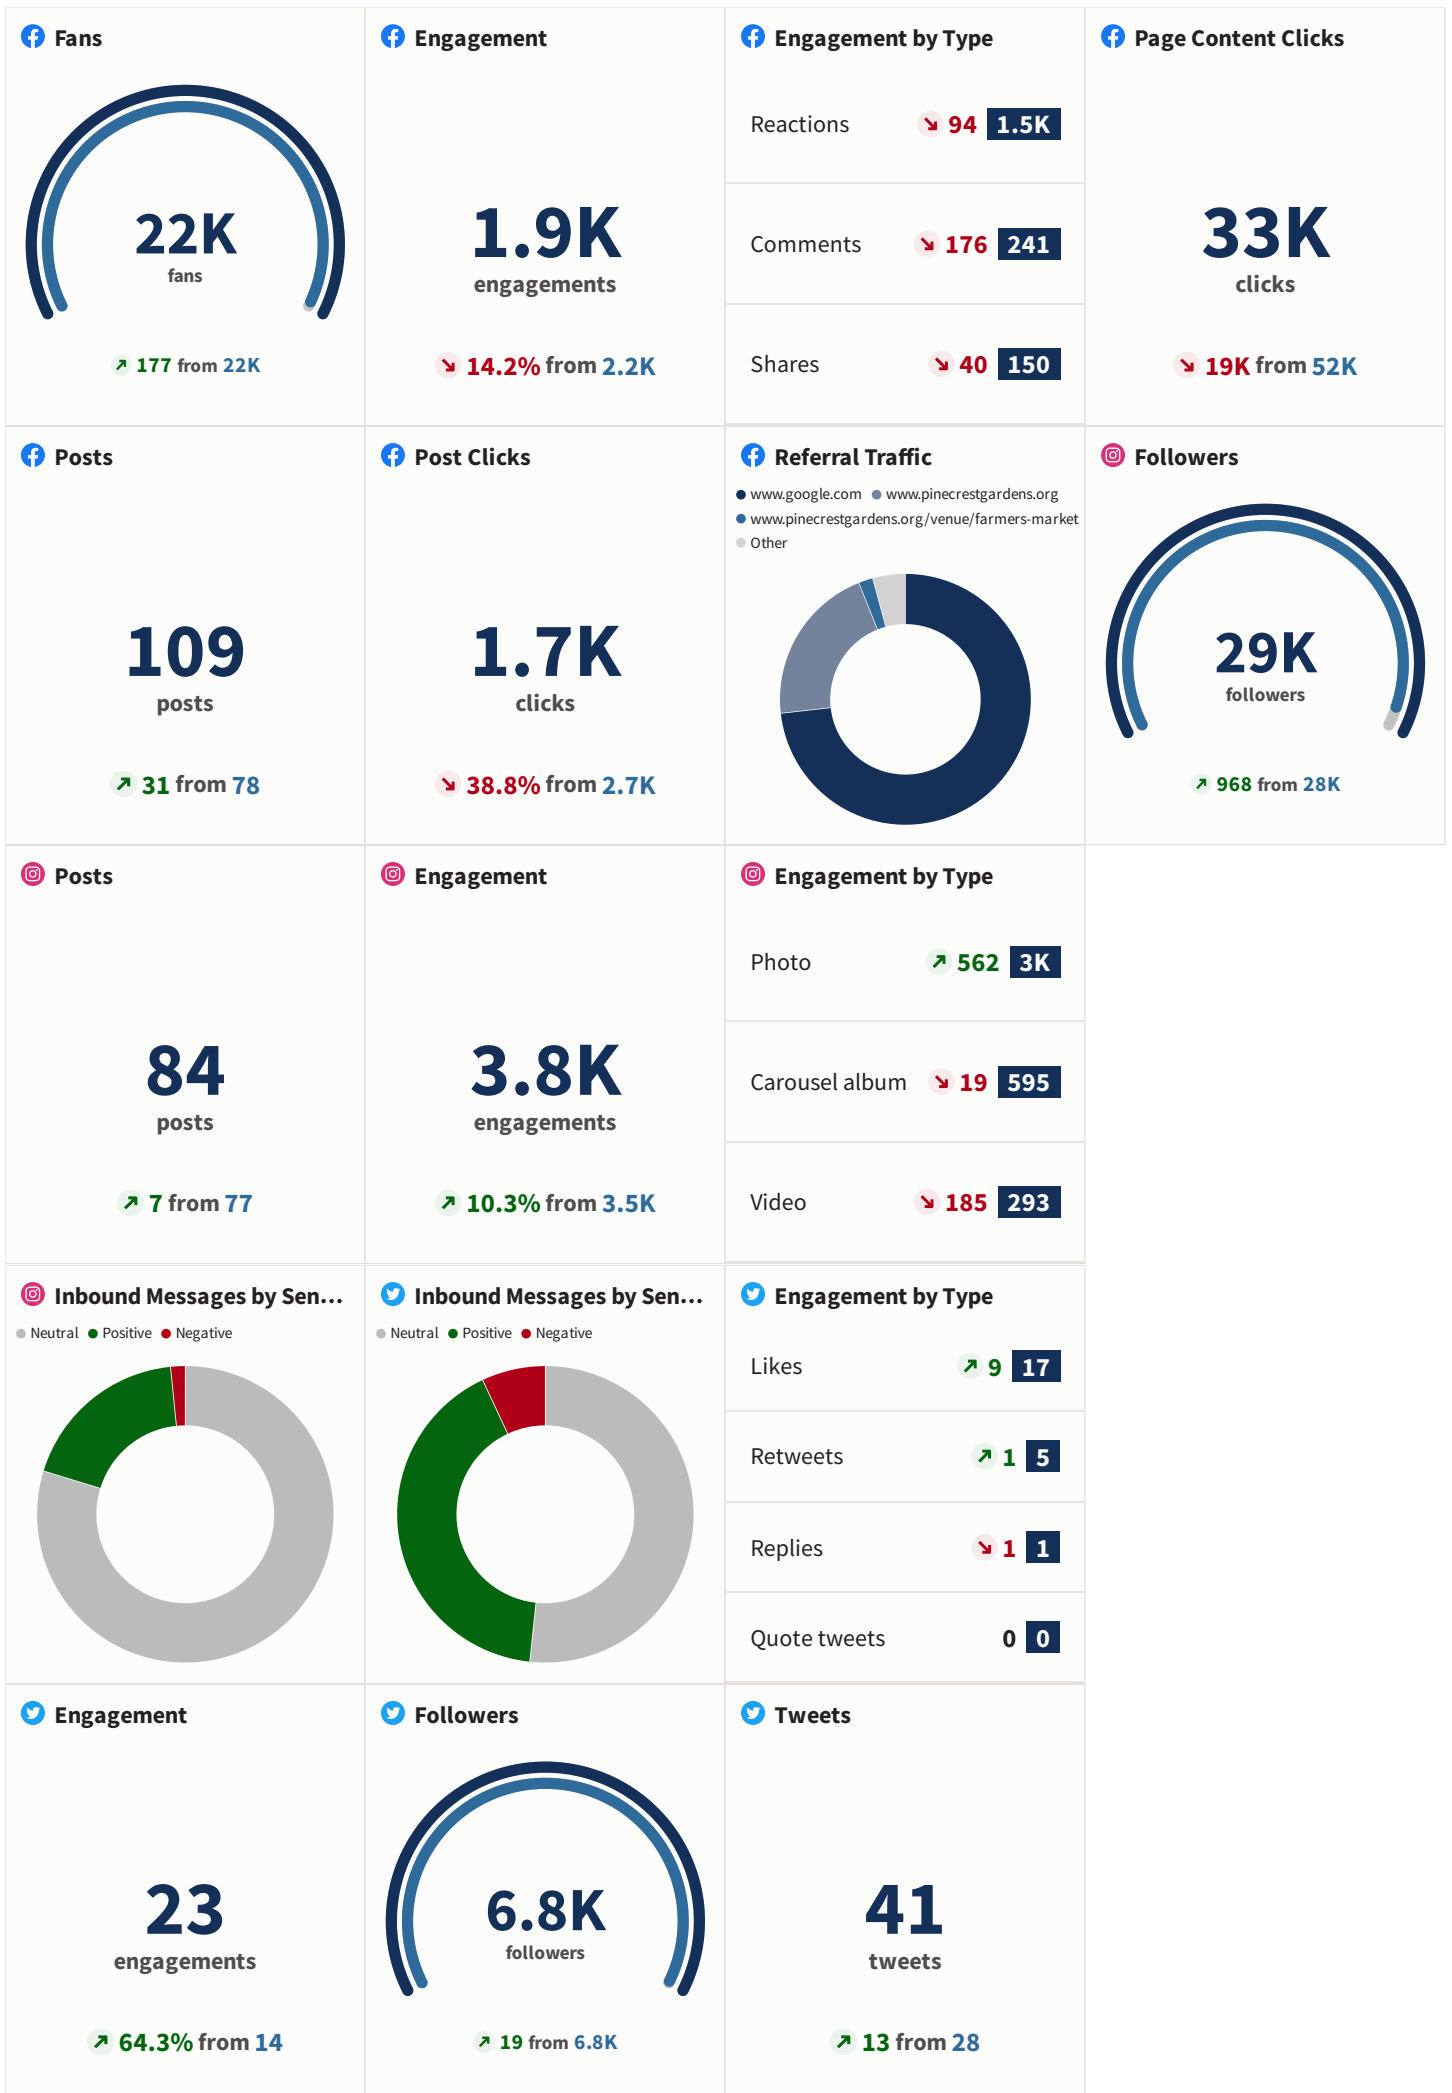 Fans
22K
fans
177 from 22K
Engagement
1.9K
engagements
14.2% from 2.2K
Engagement by Type
Reactions 94 1.5K
Comments 176 241
Shares 40 150
Page Content Clicks
33K
clicks
19K from 52K
Posts
109
posts
31 from 78
Post Clicks
1.7K
clicks
38.8% from 2.7K
Referral Traffic
www.google.com www.pinecrestgardens.org
www.pinecrestgardens.org/venue/farmers-market
Other
Followers
29K
followers
968 from 28K
Posts
84
posts
7 from 77
Engagement
3.8K
engagements
10.3% from 3.5K
Engagement by Type
Photo 562 3K
Carousel album 19 595
Video 185 293
Inbound Messages by Sen...
Neutral Positive Negative
Inbound Messages by Sen...
Neutral Positive Negative
Engagement by Type
Likes 9 17
Retweets 1 5
Replies 1 1
Quote tweets 0 0
Engagement
23
engagements
64.3% from 14
Followers
6.8K
followers
19 from 6.8K
Tweets
41
tweets
13 from 28